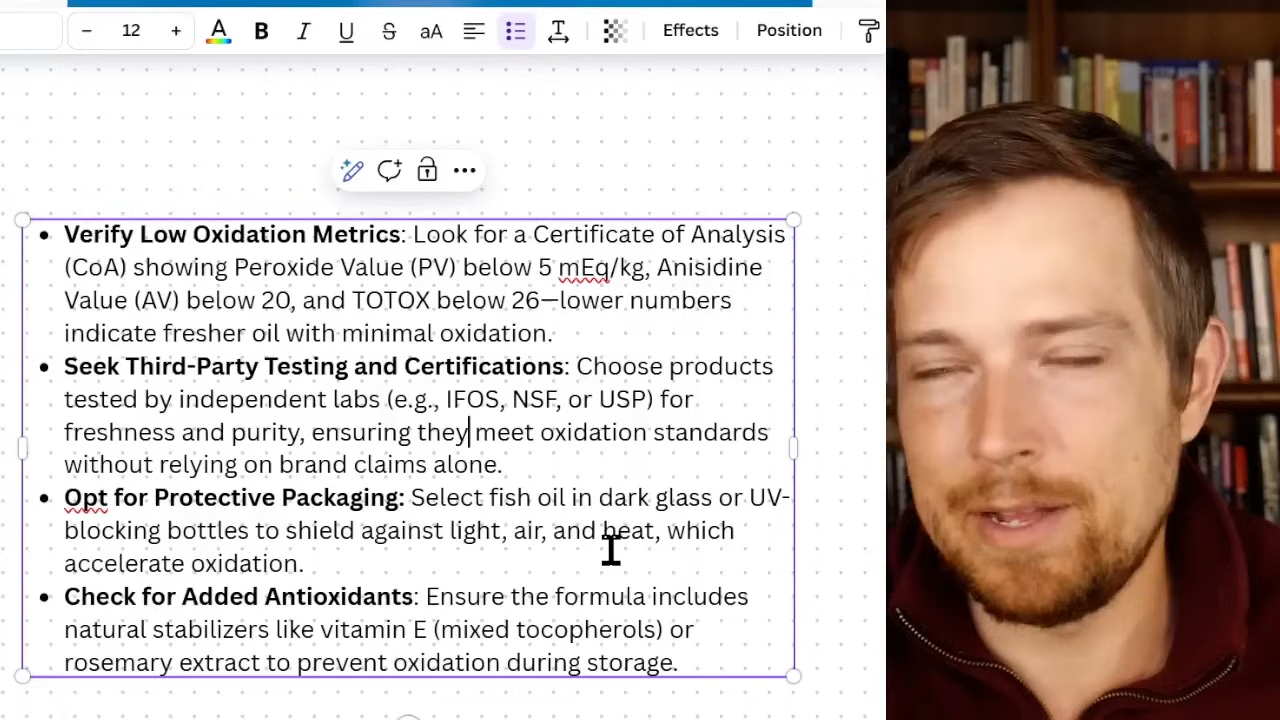 − 12 + A B I U S aA T Effects Position
• Verify Low Oxidation Metrics: Look for a Certificate of Analysis
(CoA) showing Peroxide Value (PV) below 5 mEq/kg, Anisidine
Value (AV) below 20, and TOTOX below 26—lower numbers
indicate fresher oil with minimal oxidation.
• Seek Third-Party Testing and Certifications: Choose products
tested by independent labs (e.g., IFOS, NSF, or USP) for
freshness and purity, ensuring they meet oxidation standards
without relying on brand claims alone.
• Opt for Protective Packaging: Select fish oil in dark glass or UV-
blocking bottles to shield against light, air, and heat, which
accelerate oxidation.
• Check for Added Antioxidants: Ensure the formula includes
natural stabilizers like vitamin E (mixed tocopherols) or
rosemary extract to prevent oxidation during storage.